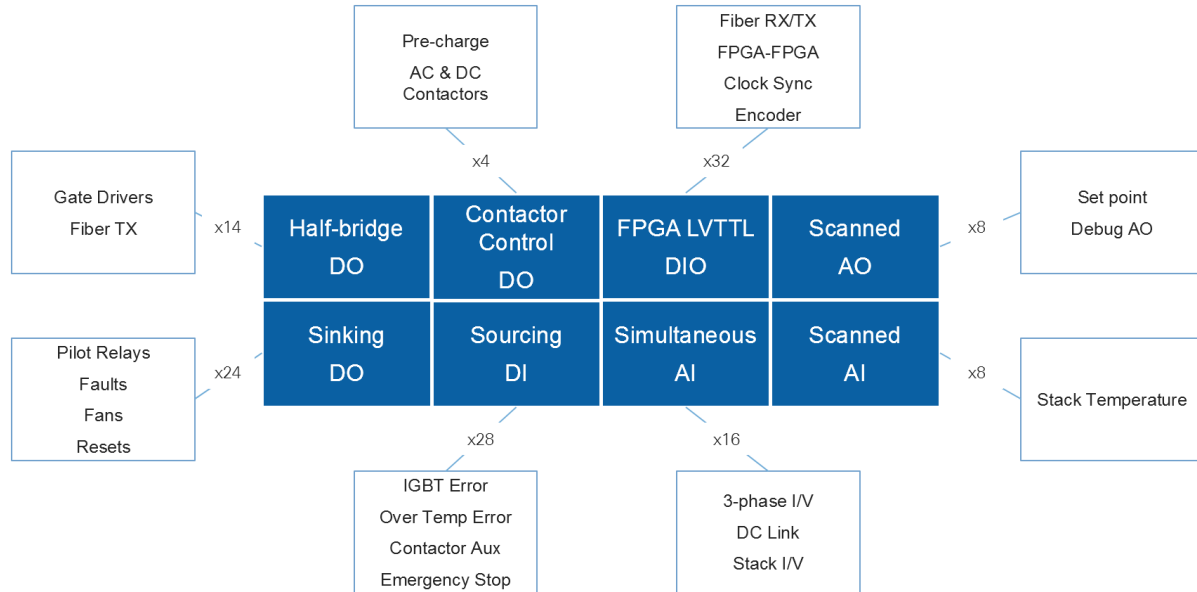 Pre-charge
AC & DC
Contactors
x4
Fiber RX/TX
FPGA-FPGA
Clock Sync
Encoder
x32
Gate Drivers
Fiber TX
x14
Set point
Debug AO
x8
Half-bridge
DO
Contactor
Control
DO
FPGA LVTTL
DIO
Scanned
AO
Sinking
DO
Sourcing
DI
Simultaneous
AI
Scanned
AI
Pilot Relays
Faults
Fans
Resets
x24
Stack Temperature
x8
x28
IGBT Error
Over Temp Error
Contactor Aux
Emergency Stop
x16
3-phase I/V
DC Link
Stack I/V